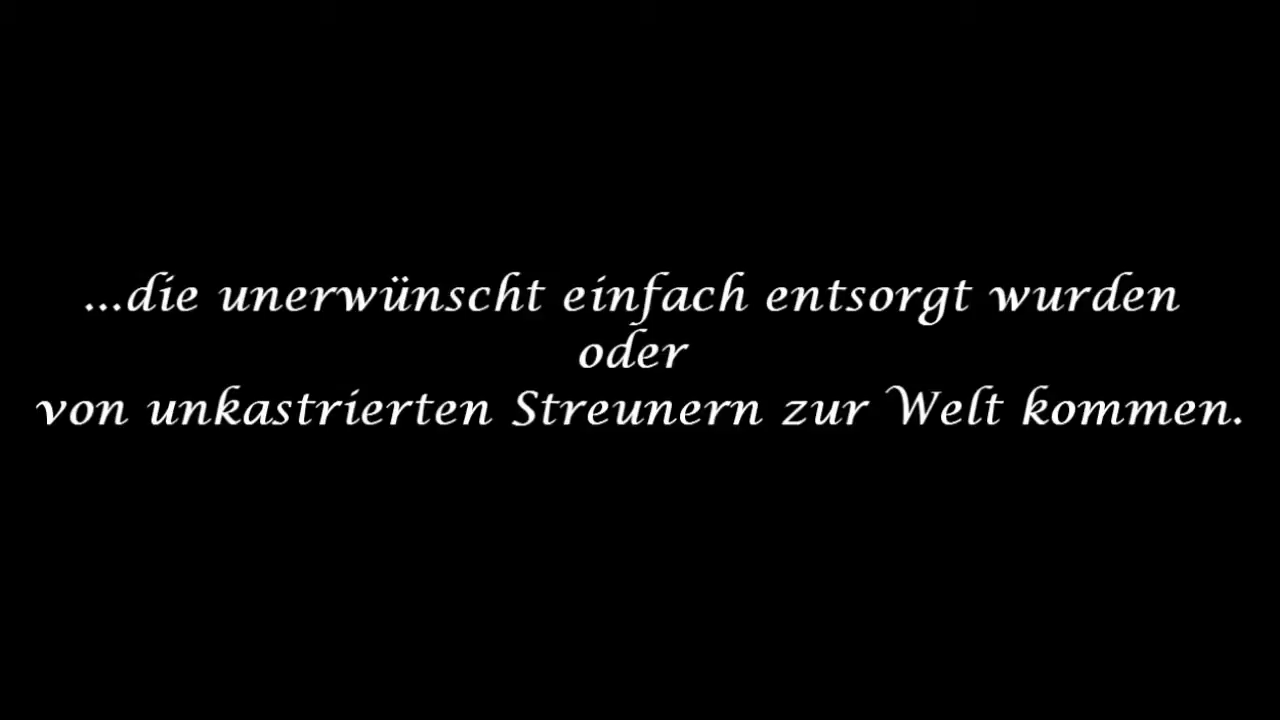 ...die unerwünscht einfach entsorgt wurden
oder
von unkastrierten Streunern zur Welt kommen.